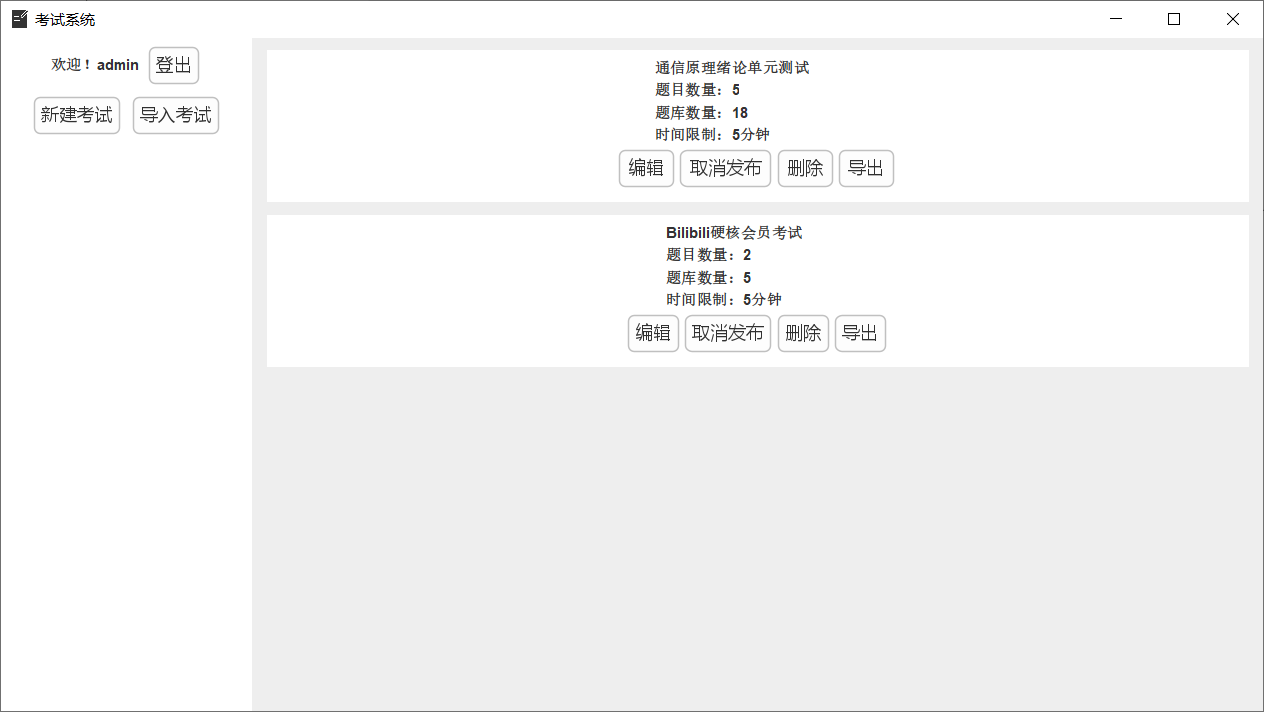 考试系统
欢迎！admin 登出
新建考试 导入考试
通信原理绪论单元测试
题目数量：5
题库数量：18
时间限制：5分钟
编辑 取消发布 删除 导出
Bilibili硬核会员考试
题目数量：2
题库数量：5
时间限制：5分钟
编辑 取消发布 删除 导出